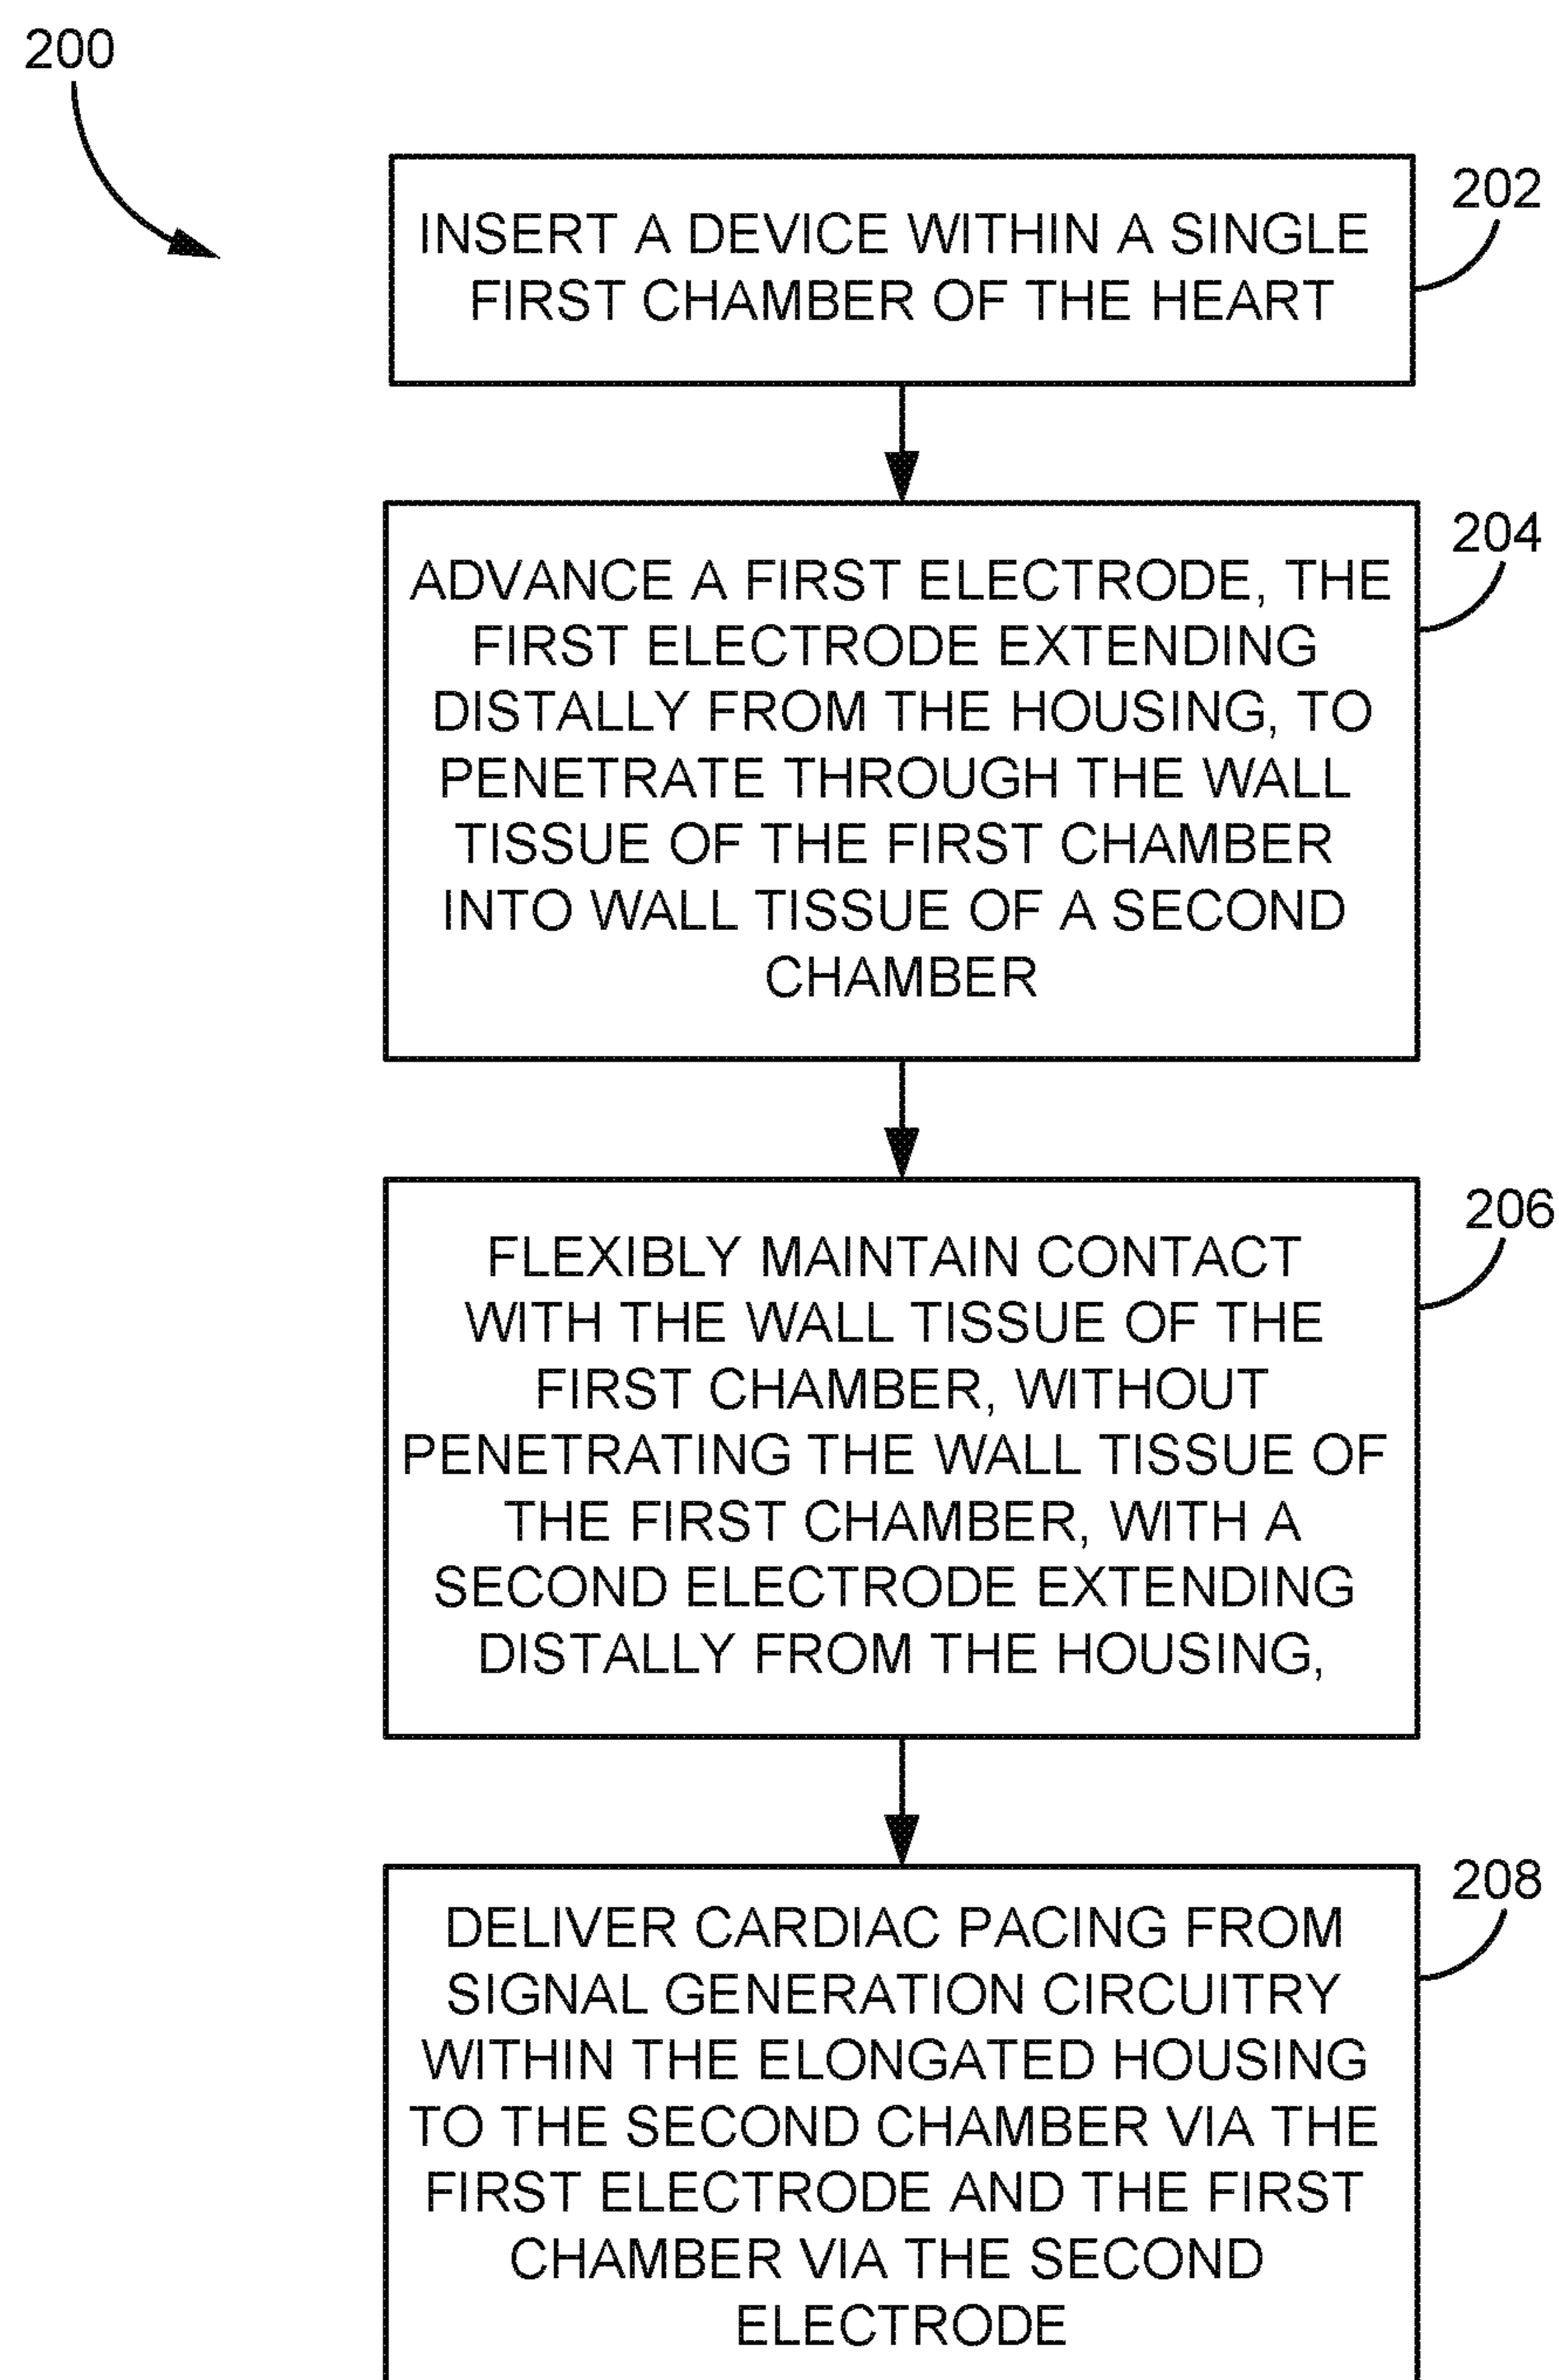 200
202
INSERT A DEVICE WITHIN A SINGLE
FIRST CHAMBER OF THE HEART
204
ADVANCE A FIRST ELECTRODE, THE
FIRST ELECTRODE EXTENDING
DISTALLY FROM THE HOUSING, TO
PENETRATE THROUGH THE WALL
TISSUE OF THE FIRST CHAMBER
INTO WALL TISSUE OF A SECOND
CHAMBER
206
FLEXIBLY MAINTAIN CONTACT
WITH THE WALL TISSUE OF THE
FIRST CHAMBER, WITHOUT
PENETRATING THE WALL TISSUE OF
THE FIRST CHAMBER, WITH A
SECOND ELECTRODE EXTENDING
DISTALLY FROM THE HOUSING,
208
DELIVER CARDIAC PACING FROM
SIGNAL GENERATION CIRCUITRY
WITHIN THE ELONGATED HOUSING
TO THE SECOND CHAMBER VIA THE
FIRST ELECTRODE AND THE FIRST
CHAMBER VIA THE SECOND
ELECTRODE